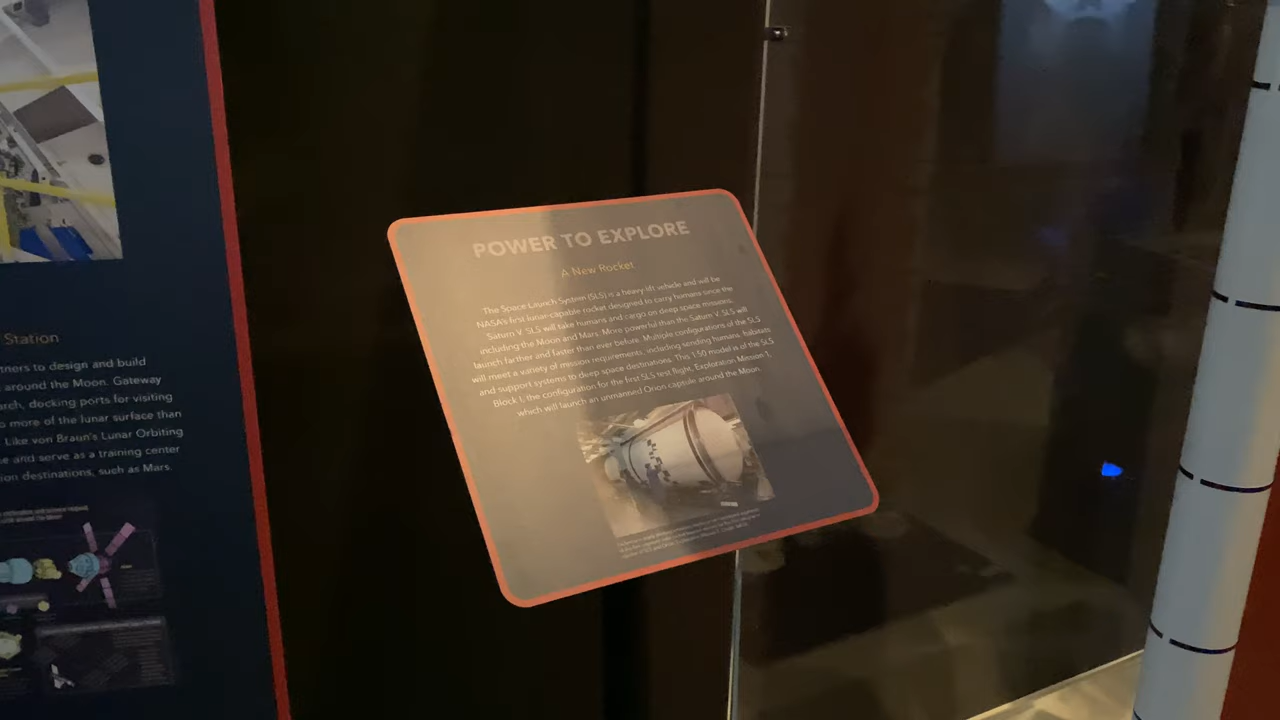 Station
tners to design and build
around the Moon. Gateway
arch, docking ports for visiting
o more of the lunar surface than
Like von Braun's Lunar Orbiting
e and serve as a training center
ion destinations, such as Mars.
POWER TO EXPLORE
A New Rocket
The Space Launch System (SLS) is a heavy-lift vehicle and will be
NASA's first lunar-capable rocket designed to carry humans since the
Saturn V. SLS will take humans and cargo on deep space missions,
including the Moon and Mars. More powerful than the Saturn V, SLS will
launch farther and faster than ever before. Multiple configurations of the SLS
will meet a variety of mission requirements, including sending humans, habitats
and support systems to deep space destinations. This 1:50 model is of the SLS
Block I, the configuration for the first SLS test flight, Exploration Mission 1,
which will launch an unmanned Orion capsule around the Moon.